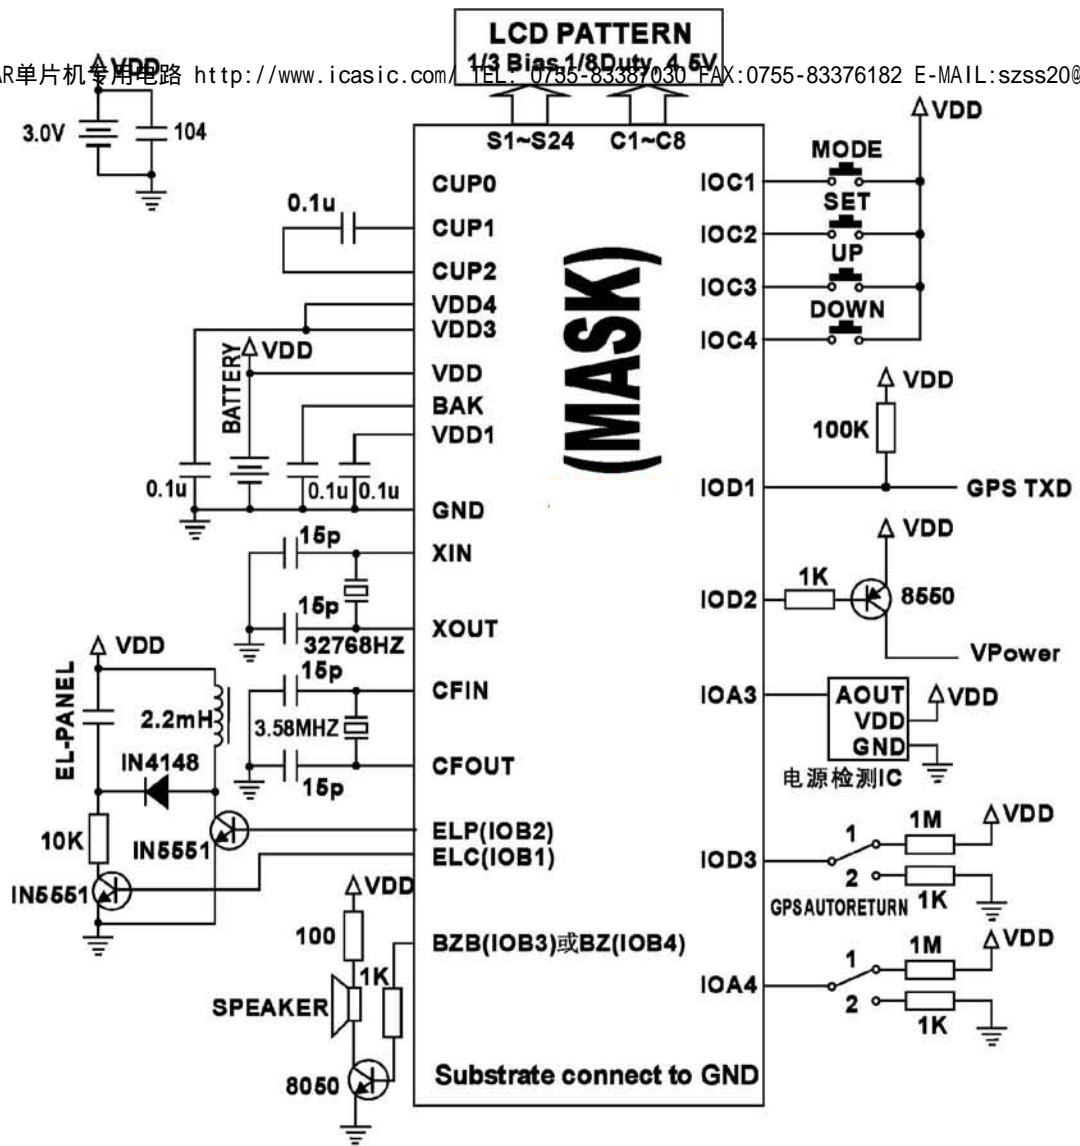 LCD PATTERN
1/3 Bias,1/8Duty, 4.5V
AR单片机专用电路 http://www.icasic.com/ TEL: 0755-83387030 FAX:0755-83376182 E-MAIL:szss20@
VDD
3.0V
104
S1~S24
C1~C8
VDD
MODE
SET
UP
DOWN
CUP0
CUP1
CUP2
VDD4
VDD3
VDD
BAK
VDD1
GND
XIN
XOUT
CFIN
CFOUT
ELP(IOB2)
ELC(IOB1)
BZB(IOB3)或BZ(IOB4)
(MASK)
Substrate connect to GND
IOC1
IOC2
IOC3
IOC4
IOD1
IOD2
IOA3
IOD3
IOA4
0.1u
VDD
BATTERY
0.1u
0.1u
0.1u
15p
15p
32768HZ
15p
3.58MHZ
15p
VDD
EL-PANEL
2.2mH
IN4148
10K
IN5551
IN5551
VDD
100
1K
SPEAKER
8050
VDD
100K
GPS TXD
VDD
1K
8550
VPower
AOUT
VDD
GND
VDD
电源检测IC
VDD
1
1M
2
1K
GPSAUTORETURN
VDD
1
1M
2
1K